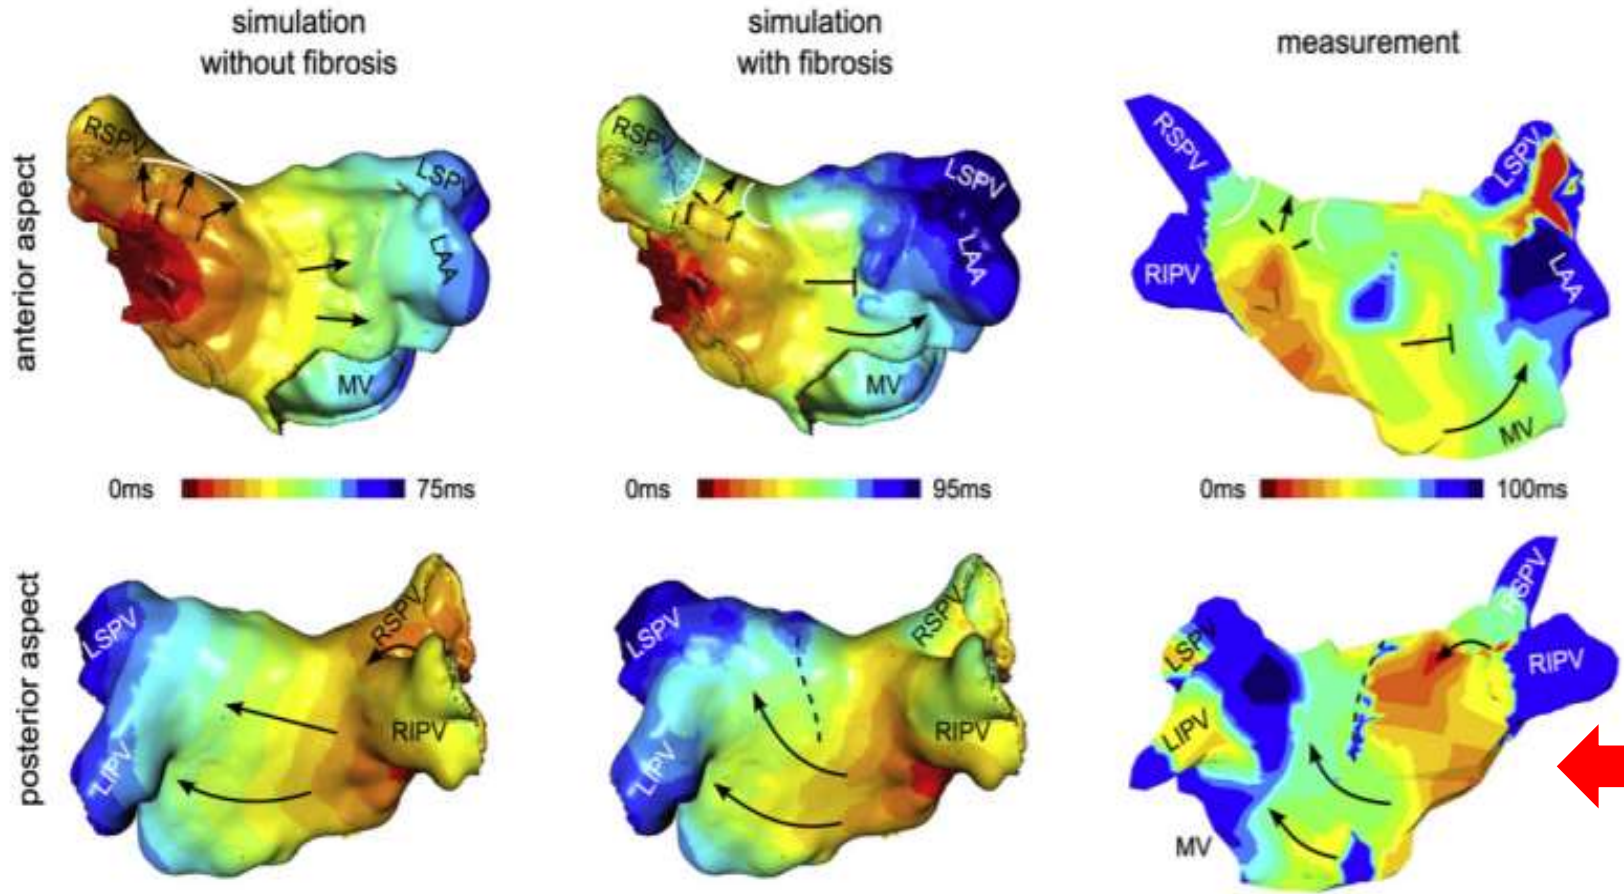 simulation
without fibrosis
simulation
with fibrosis
measurement
anterior aspect
RSPV
LSPV
LAA
MV
RSPV
LSPV
LAA
MV
RSPV
RIPV
LSPV
LAA
MV
0ms 75ms
0ms 95ms
0ms 100ms
posterior aspect
LSPV
LIPV
RSPV
RIPV
LSPV
LIPV
RSPV
RIPV
LSPV
LIPV
MV
RSPV
RIPV